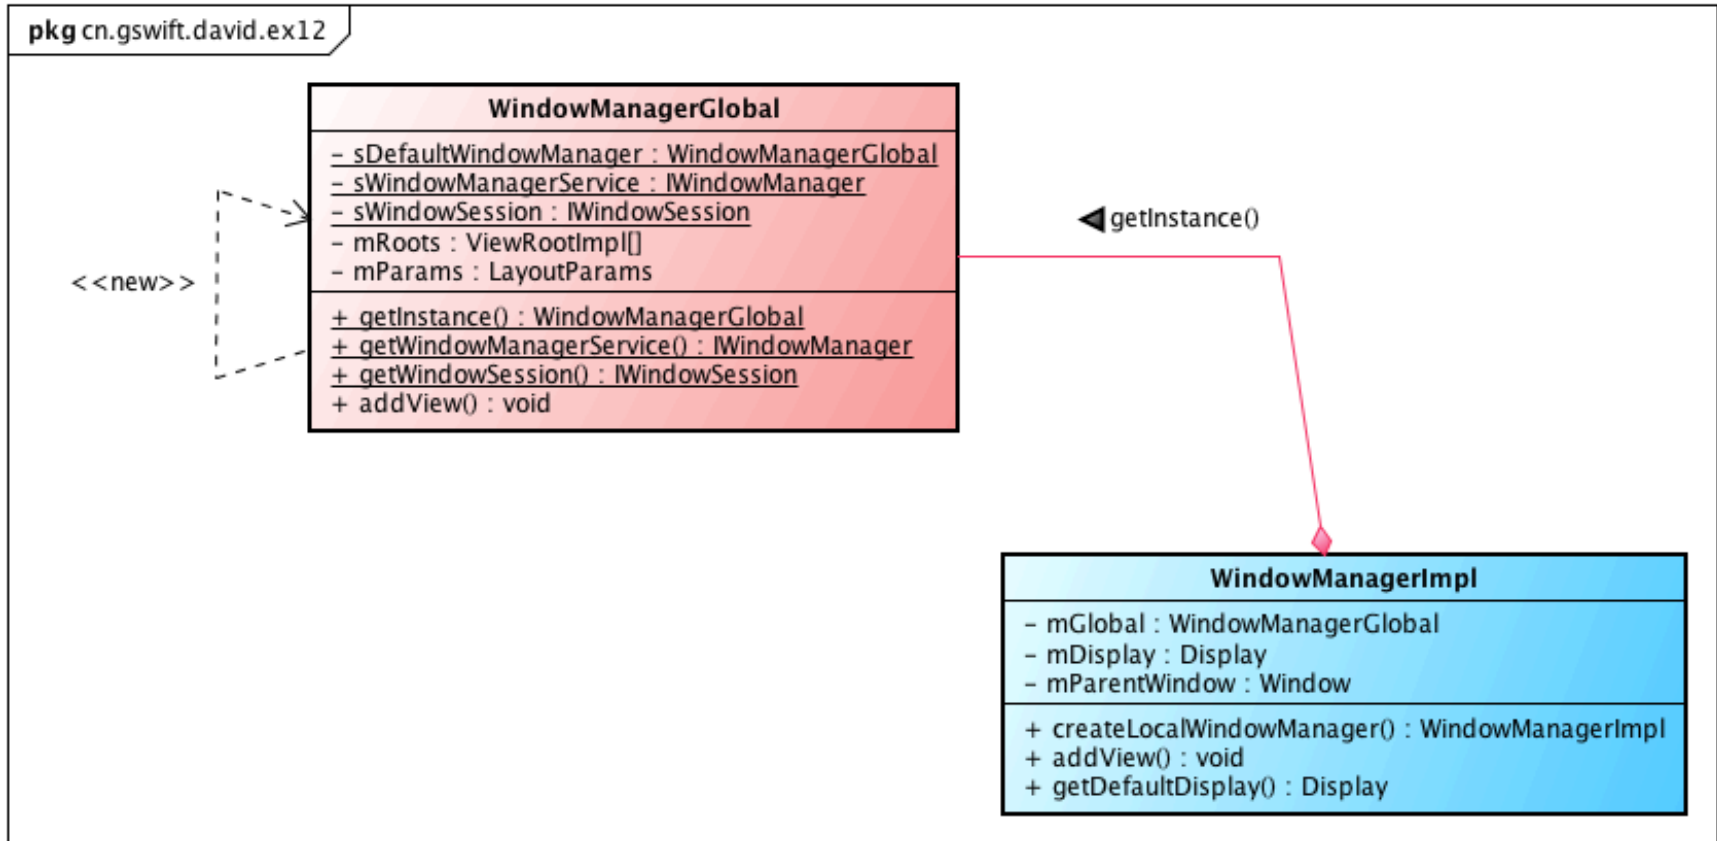 pkg cn.gswift.david.ex12
WindowManagerGlobal
- sDefaultWindowManager : WindowManagerGlobal
- sWindowManagerService : IWindowManager
- sWindowSession : IWindowSession
- mRoots : ViewRootImpl[]
- mParams : LayoutParams
+ getInstance() : WindowManagerGlobal
+ getWindowManagerService() : IWindowManager
+ getWindowSession() : IWindowSession
+ addView() : void
<<new>>
getInstance()
WindowManagerImpl
- mGlobal : WindowManagerGlobal
- mDisplay : Display
- mParentWindow : Window
+ createLocalWindowManager() : WindowManagerImpl
+ addView() : void
+ getDefaultDisplay() : Display